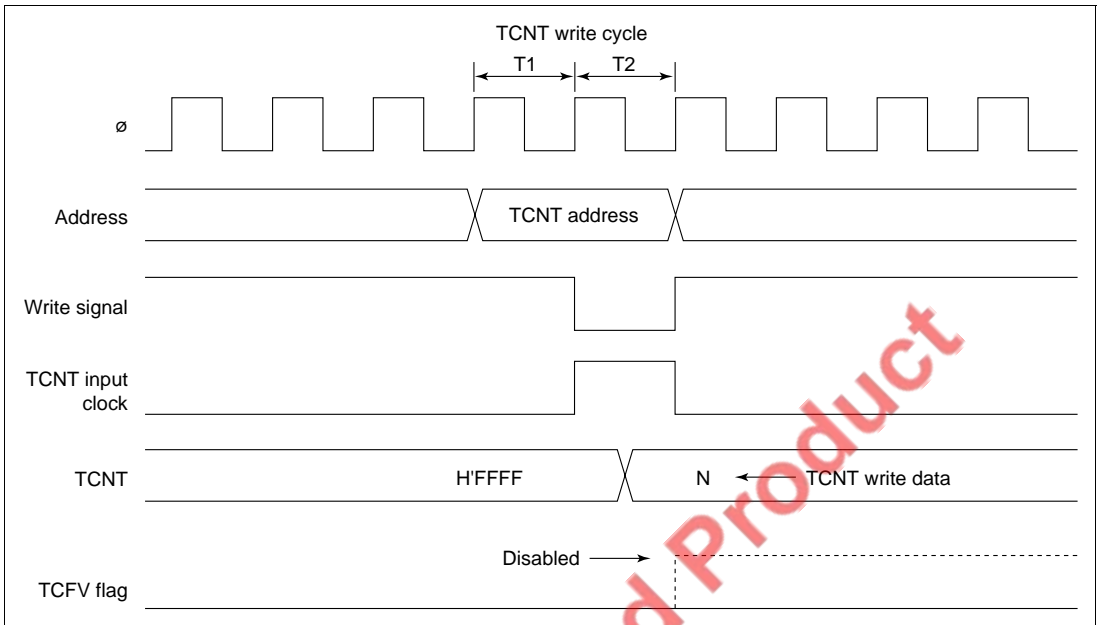 TCNT write cycle
T1 T2
ø
Address
TCNT address
Write signal
TCNT input
clock
TCNT
H'FFFF
N
TCNT write data
Disabled
TCFV flag
d Product